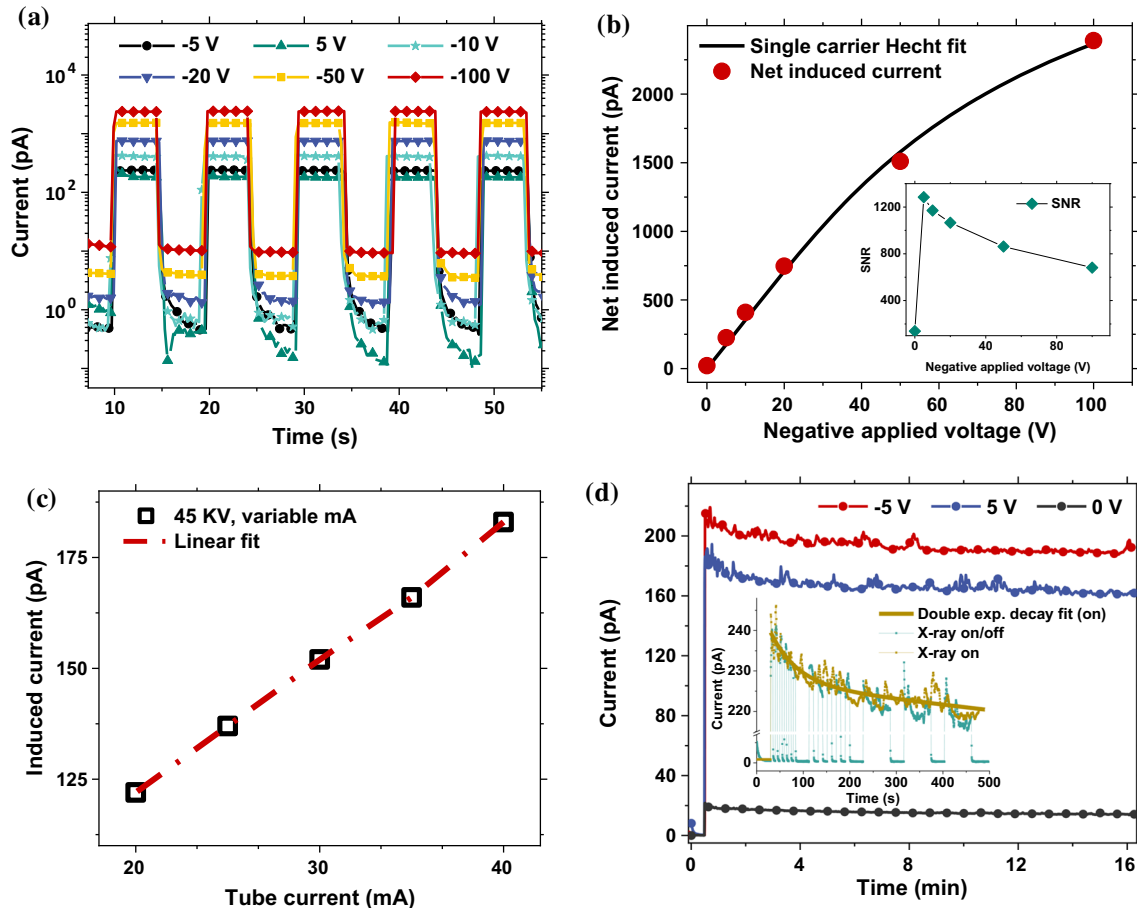 (a)
-5 V 5 V -10 V
-20 V -50 V -100 V
10^4
10^2
10^0
Current (pA)
10 20 30 40 50
Time (s)
(b)
Single carrier Hecht fit
Net induced current
2000
1500
1250
750
500
0
Net induced current (pA)
0 20 40 60 80 100
Negative applied voltage (V)
SNR
1200
800
400
SNR
0 40 80
Negative applied voltage (V)
(c)
45 KV, variable mA
Linear fit
175
150
125
Induced current (pA)
20 30 40
Tube current (mA)
(d)
-5 V 5 V 0 V
200
160
120
80
40
0
Current (pA)
0 4 8 12 16
Time (min)
Double exp. decay fit (on)
X-ray on/off
X-ray on
240
230
220
0
Current (pA)
0 100 200 300 400 500
Time (s)